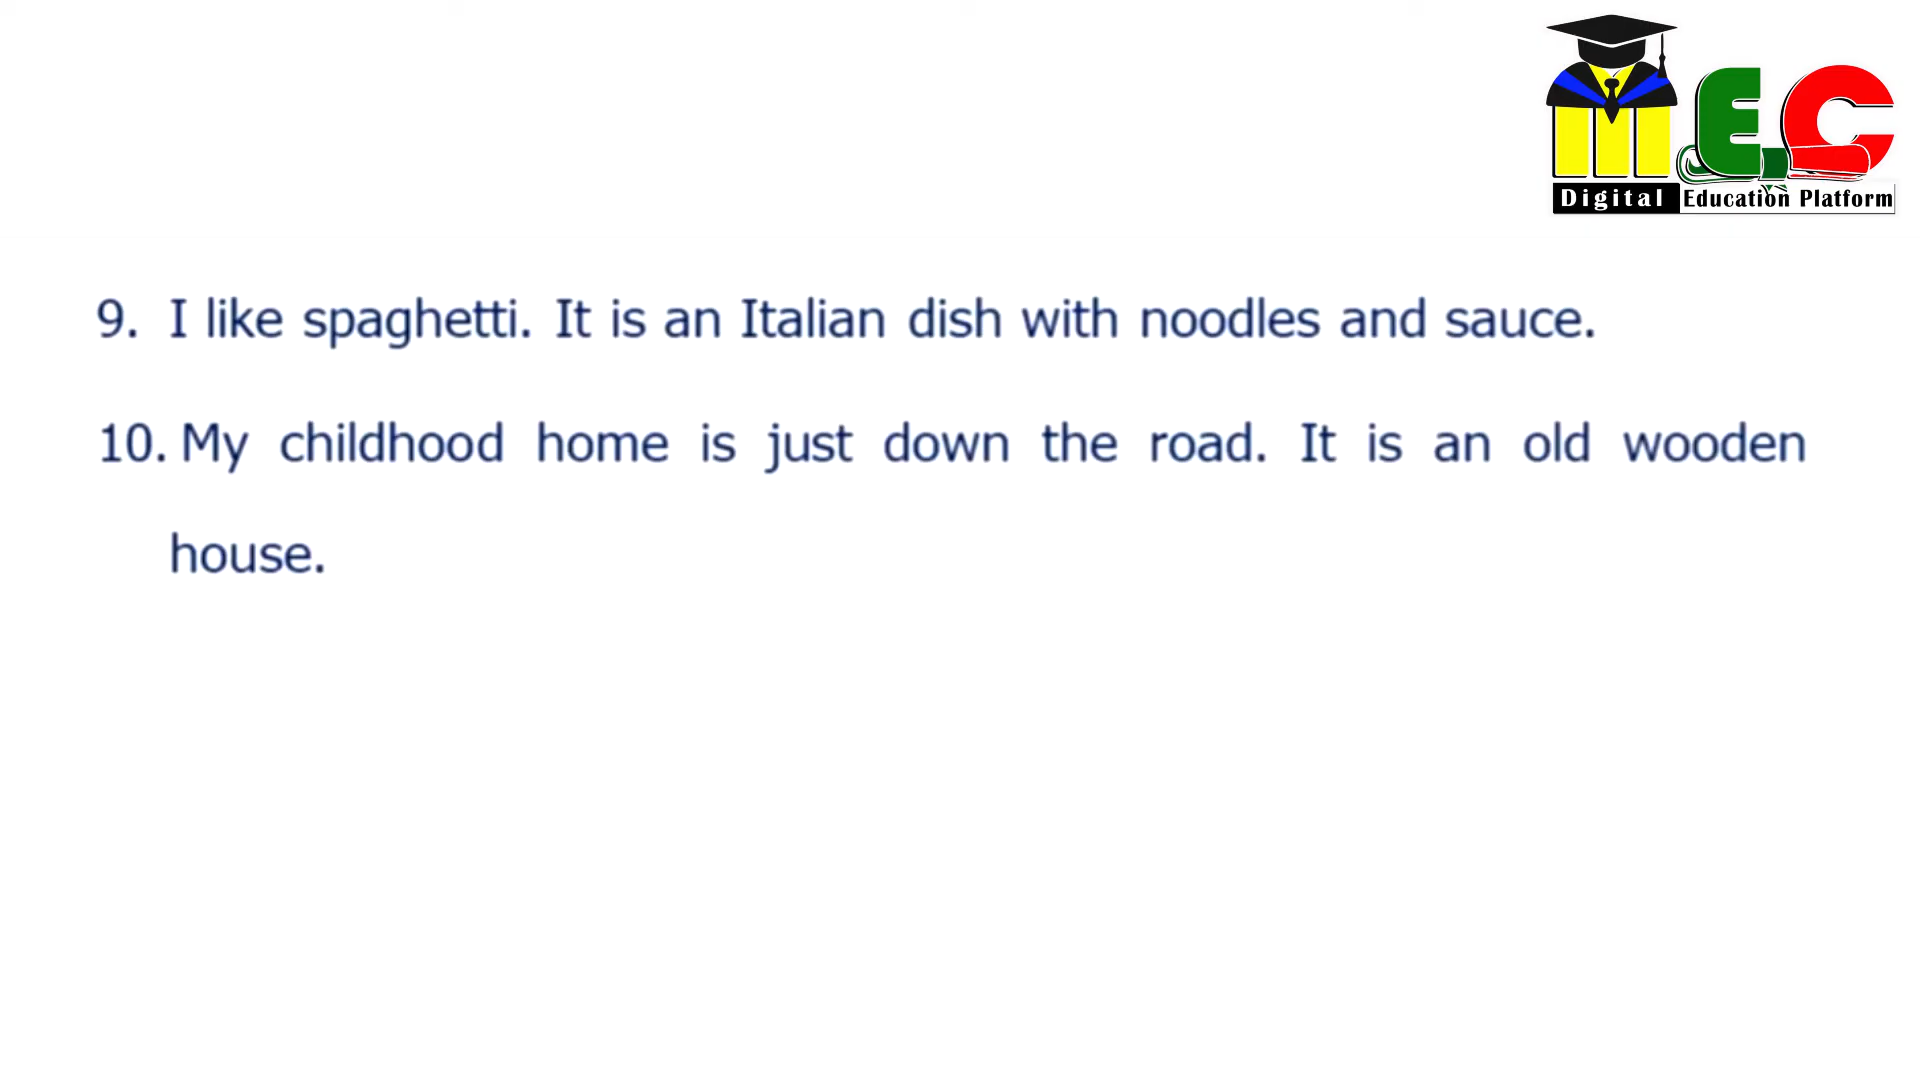 m.E.C
Digital Education Platform
9. I like spaghetti. It is an Italian dish with noodles and sauce.
10. My childhood home is just down the road. It is an old wooden
house.